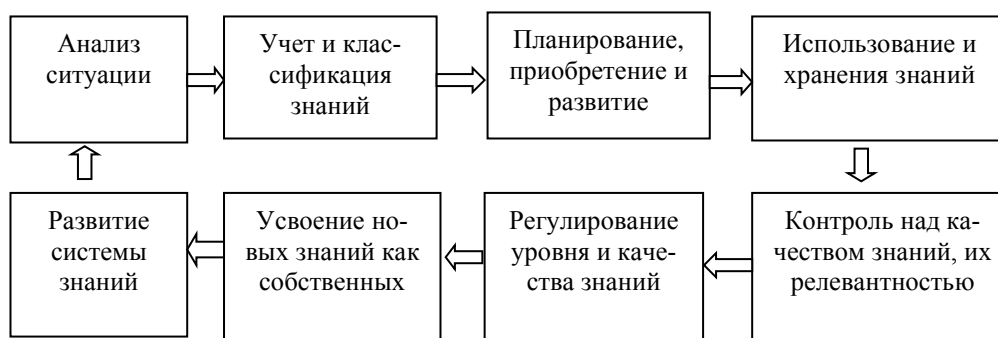 Анализ
ситуации
Учет и клас-
сификация
знаний
Планирование,
приобретение и
развитие
Использование и
хранения знаний
Контроль над ка-
чеством знаний, их
релевантностью
Регулирование
уровня и каче-
ства знаний
Усвоение но-
вых знаний как
собственных
Развитие
системы
знаний